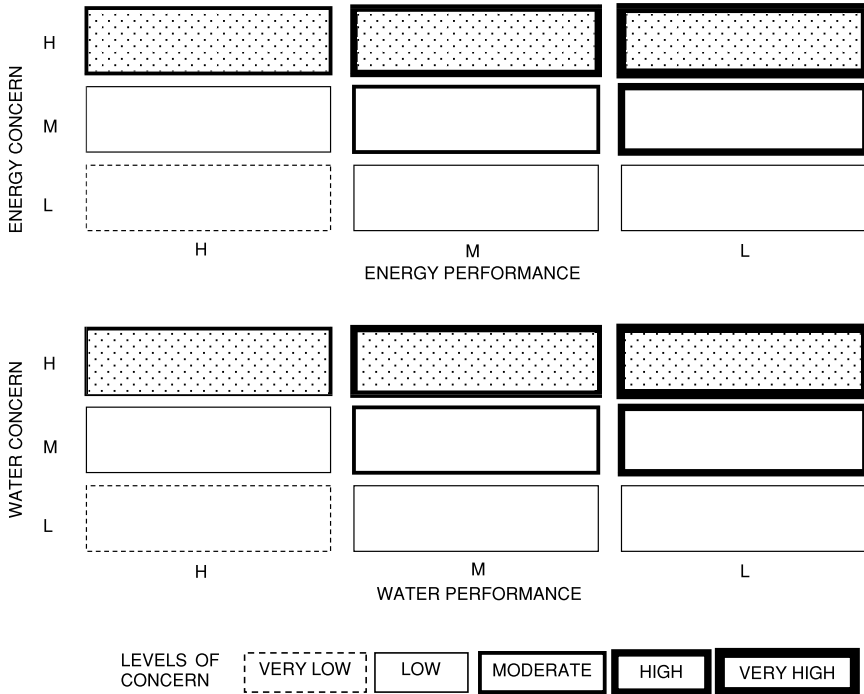 ENERGY CONCERN
H
M
L
H
M
L
ENERGY PERFORMANCE
WATER CONCERN
H
M
L
H
M
L
WATER PERFORMANCE
LEVELS OF
CONCERN
VERY LOW
LOW
MODERATE
HIGH
VERY HIGH